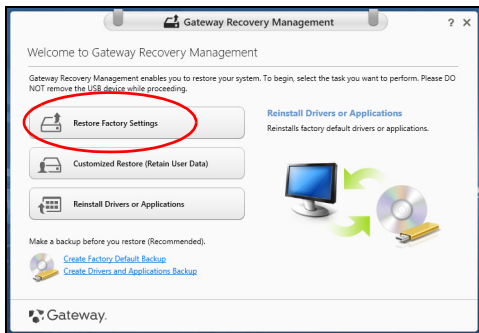 Gateway Recovery Management
? X
Welcome to Gateway Recovery Management
Gateway Recovery Management enables you to restore your system. To begin, select the task you want to perform. Please DO
NOT remove the USB device while proceeding.
Restore Factory Settings
Customized Restore (Retain User Data)
Reinstall Drivers or Applications
Reinstall Drivers or Applications
Reinstalls factory default drivers or applications.
Make a backup before you restore (Recommended).
Create Factory Default Backup
Create Drivers and Applications Backup
Gateway.